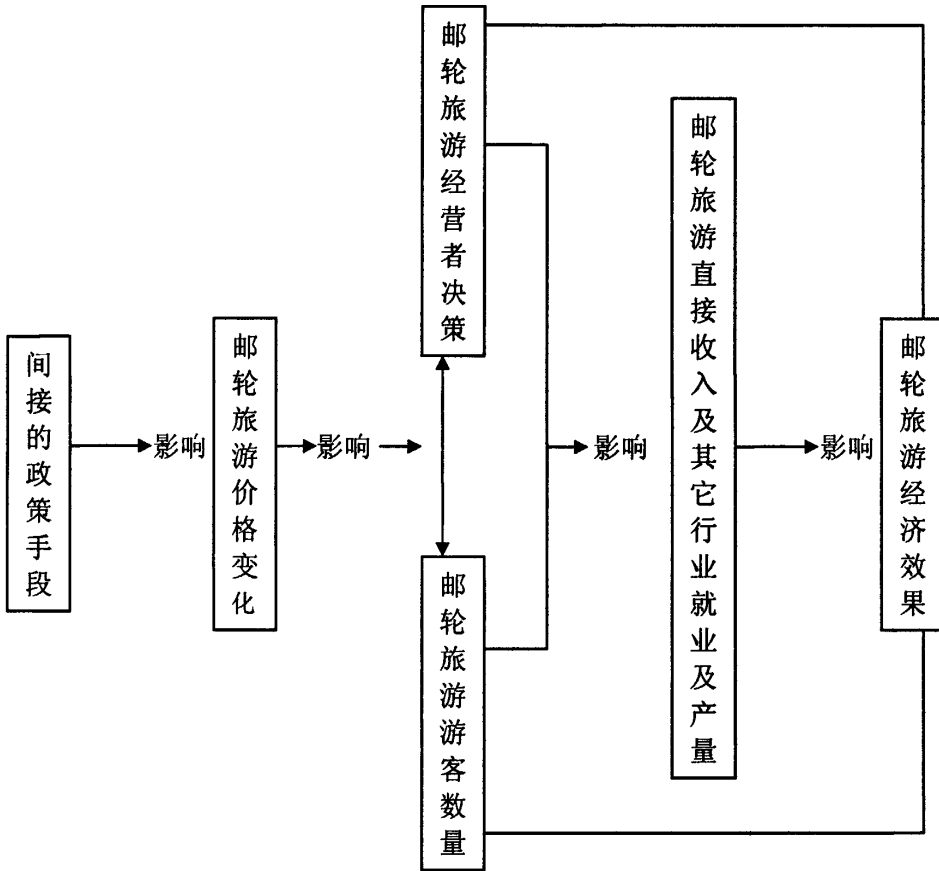 间接的政策手段
影响
邮轮旅游价格变化
影响
邮轮旅游经营者决策
邮轮旅游游客数量
影响
邮轮旅游直接收入及其它行业就业及产量
影响
邮轮旅游经济效果